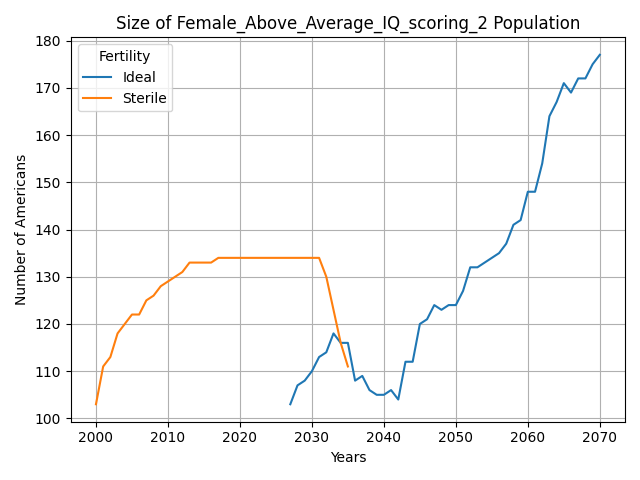 Size of Female_Above_Average_IQ_scoring_2 Population
Number of Americans
180
170
160
150
140
130
120
110
100
Fertility
Ideal
Sterile
2000 2010 2020 2030 2040 2050 2060 2070
Years